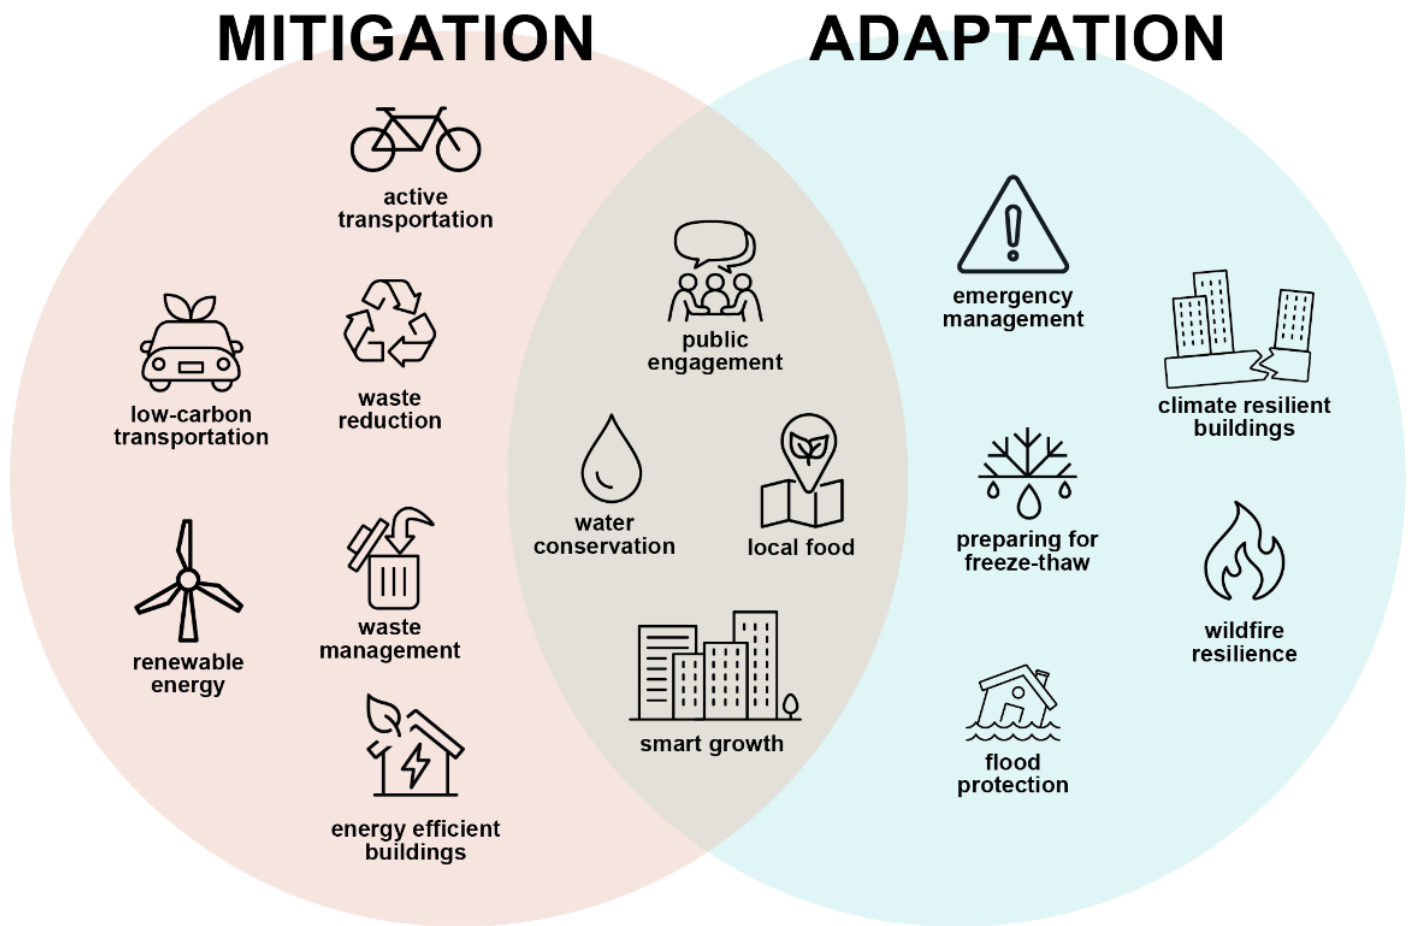 MITIGATION
ADAPTATION
active
transportation
low-carbon
transportation
waste
reduction
renewable
energy
waste
management
energy efficient
buildings
public
engagement
water
conservation
local food
smart growth
emergency
management
climate resilient
buildings
preparing for
freeze-thaw
wildfire
resilience
flood
protection